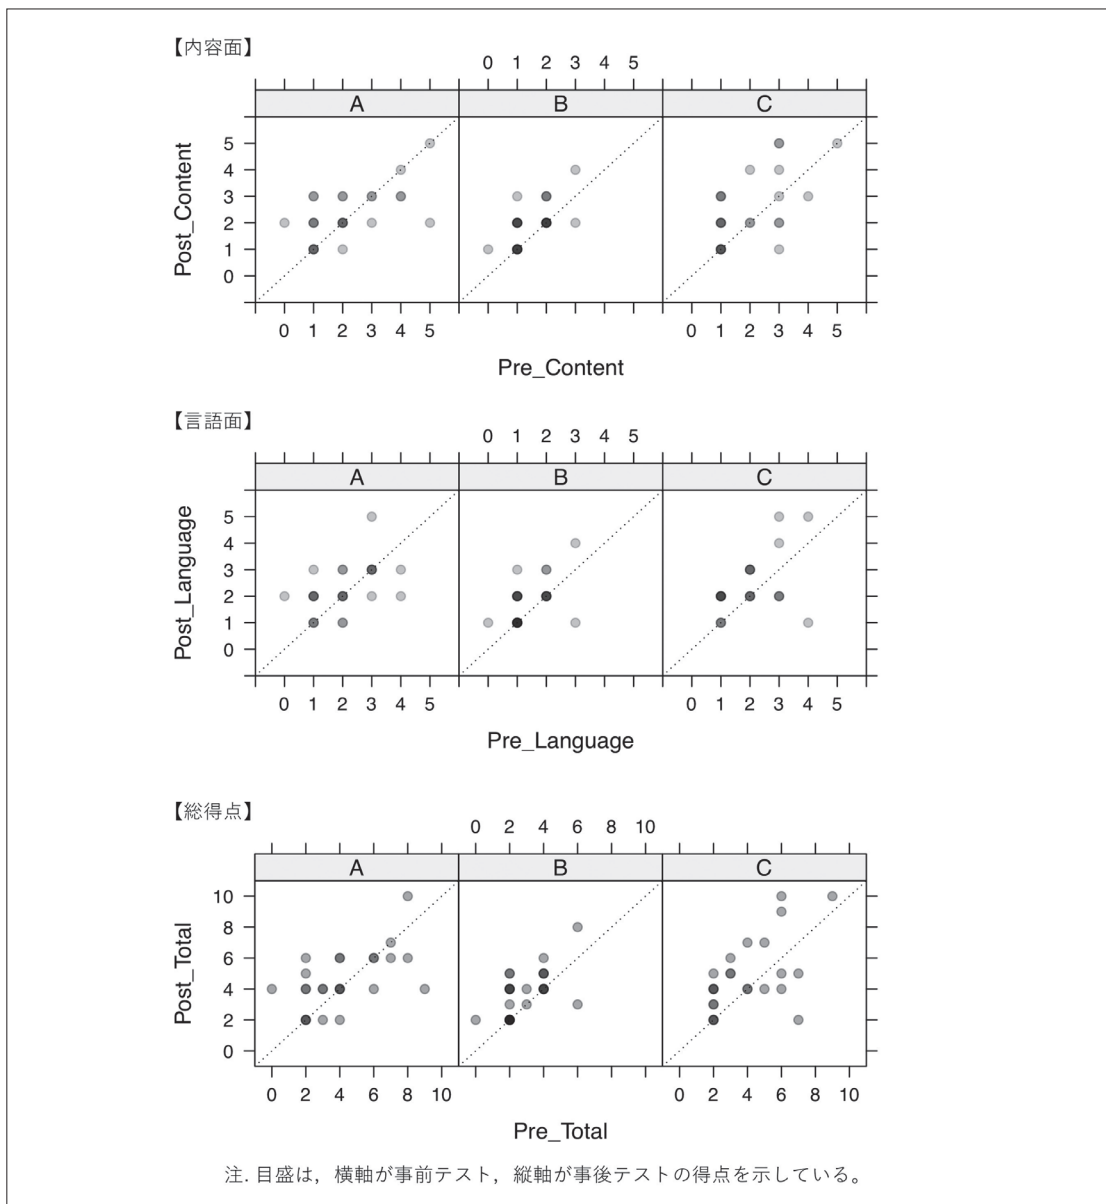 【内容面】
0 1 2 3 4 5
A B C
Post_Content
5
4
3
2
1
0
0 1 2 3 4 5 0 1 2 3 4 5
Pre_Content
【言語面】
0 1 2 3 4 5
A B C
Post_Language
5
4
3
2
1
0
0 1 2 3 4 5 0 1 2 3 4 5
Pre_Language
【総得点】
0 2 4 6 8 10
A B C
Post_Total
10
8
6
4
2
0
0 2 4 6 8 10 0 2 4 6 8 10
Pre_Total
注. 目盛は，横軸が事前テスト，縦軸が事後テストの得点を示している。